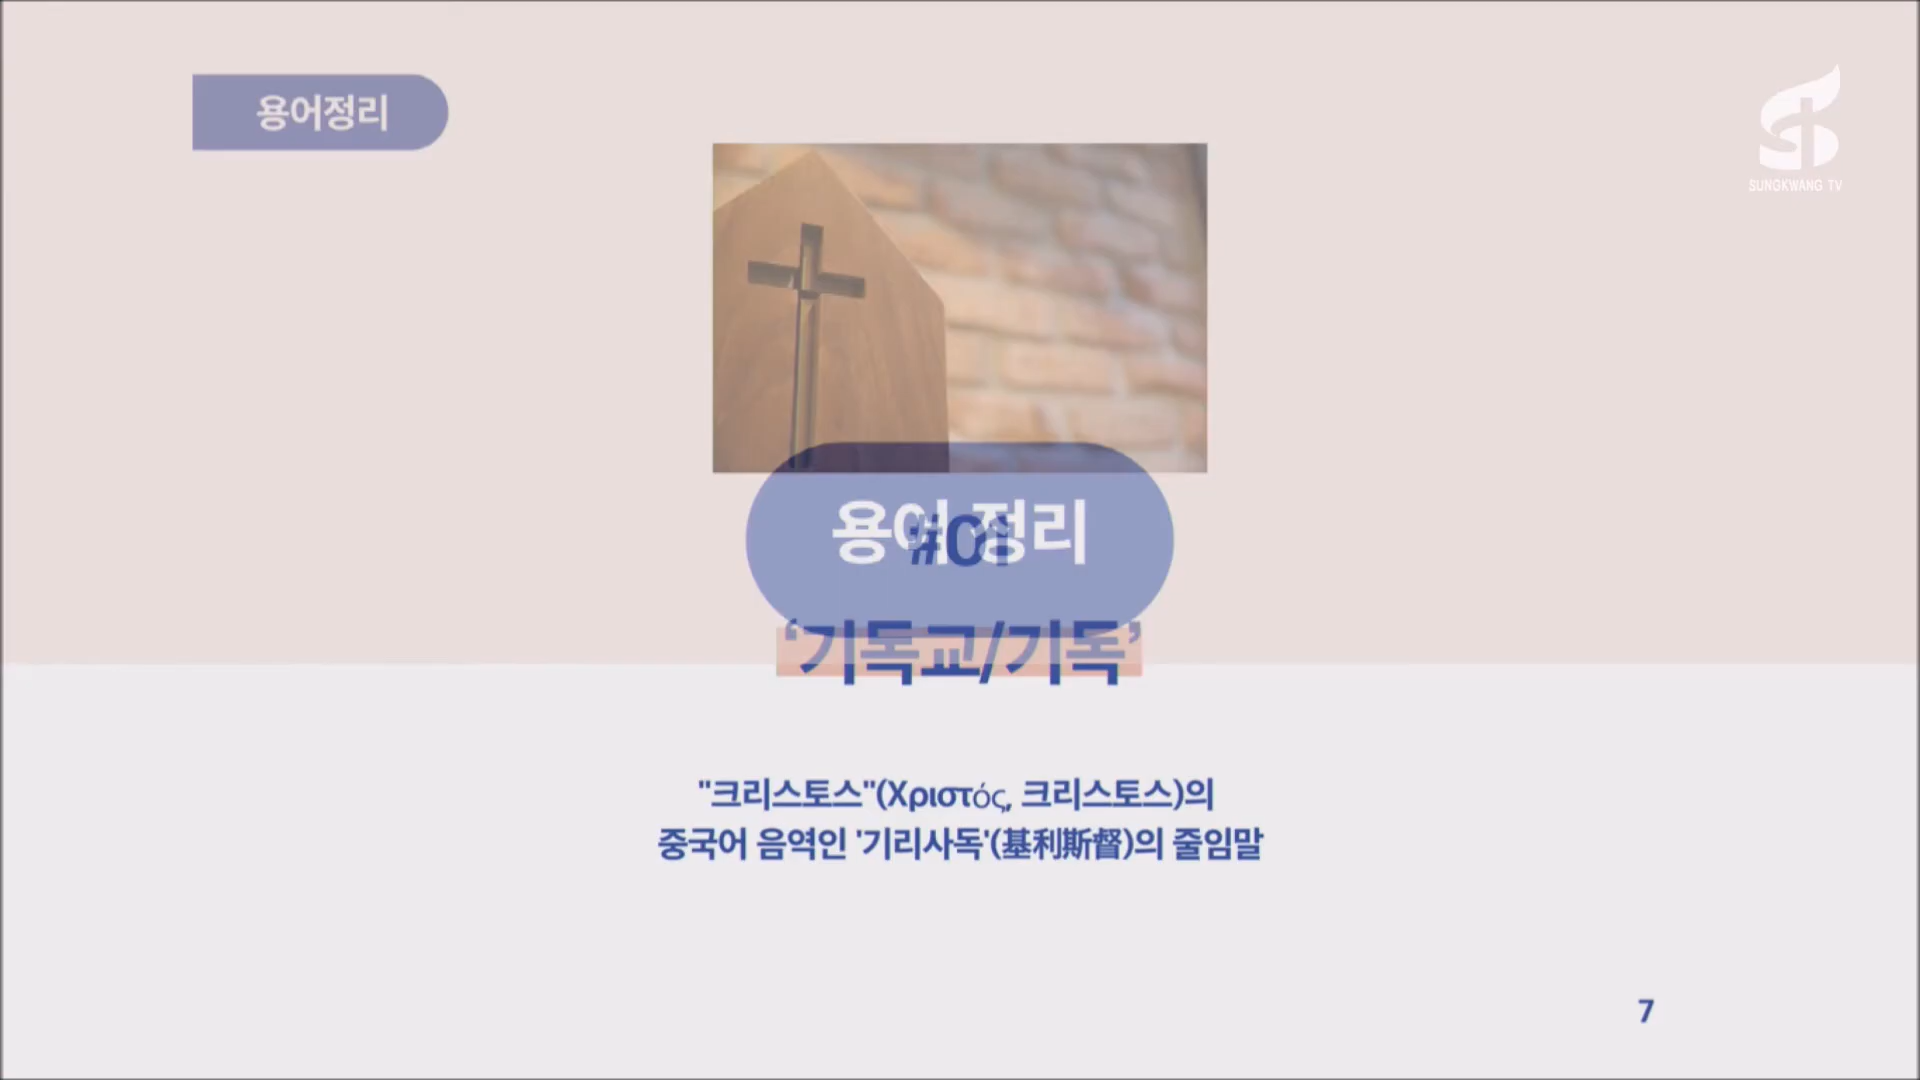 용어정리
SUNGKWANG TV
용어 정리
#01
‘기독교/기독’
"크리스토스"(Χριστός, 크리스토스)의
중국어 음역인 '기리사독'(基利斯督)의 줄임말
7